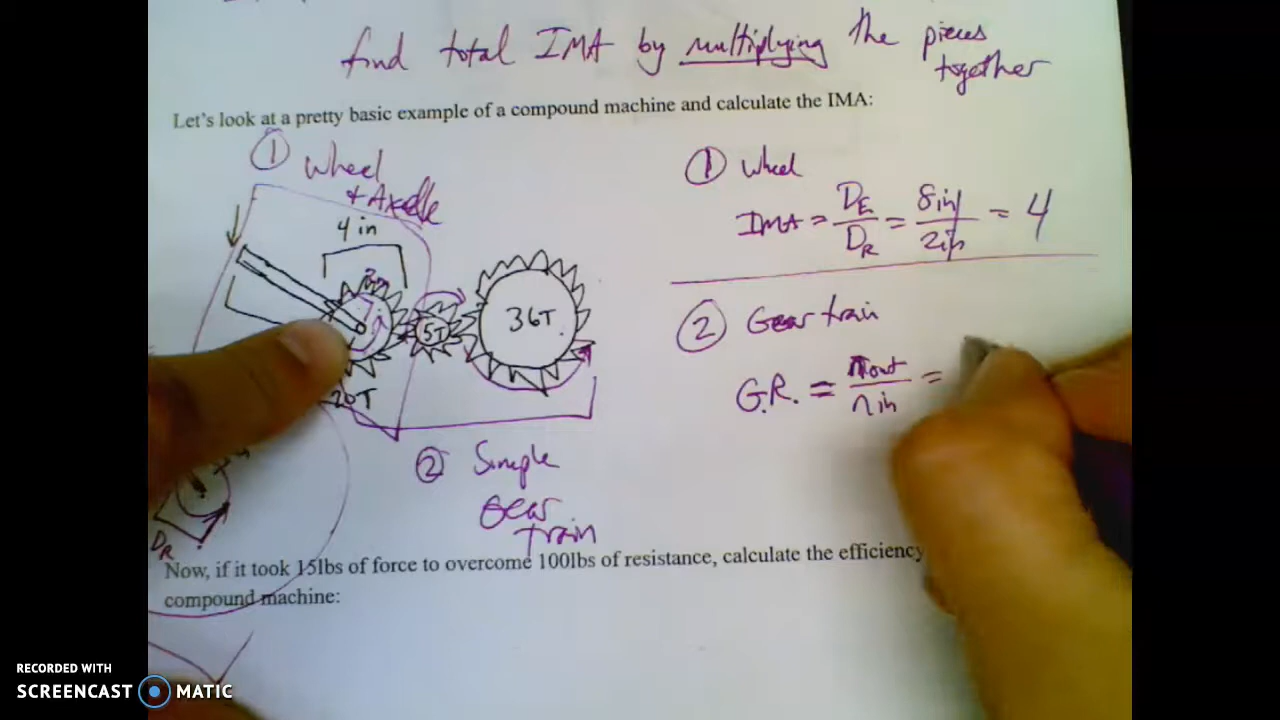 find total IMA by multiplying the pieces
together
Let's look at a pretty basic example of a compound machine and calculate the IMA:
① Wheel
+ Axle
4 in
20T
5T
36T
② Simple
Gear
train
DR
① Wheel
IMA = DE/DR = 8in/2in = 4
② Gear train
G.R. = nout/nin =
Now, if it took 15lbs of force to overcome 100lbs of resistance, calculate the efficiency
compound machine:
RECORDED WITH
SCREENCAST MATIC